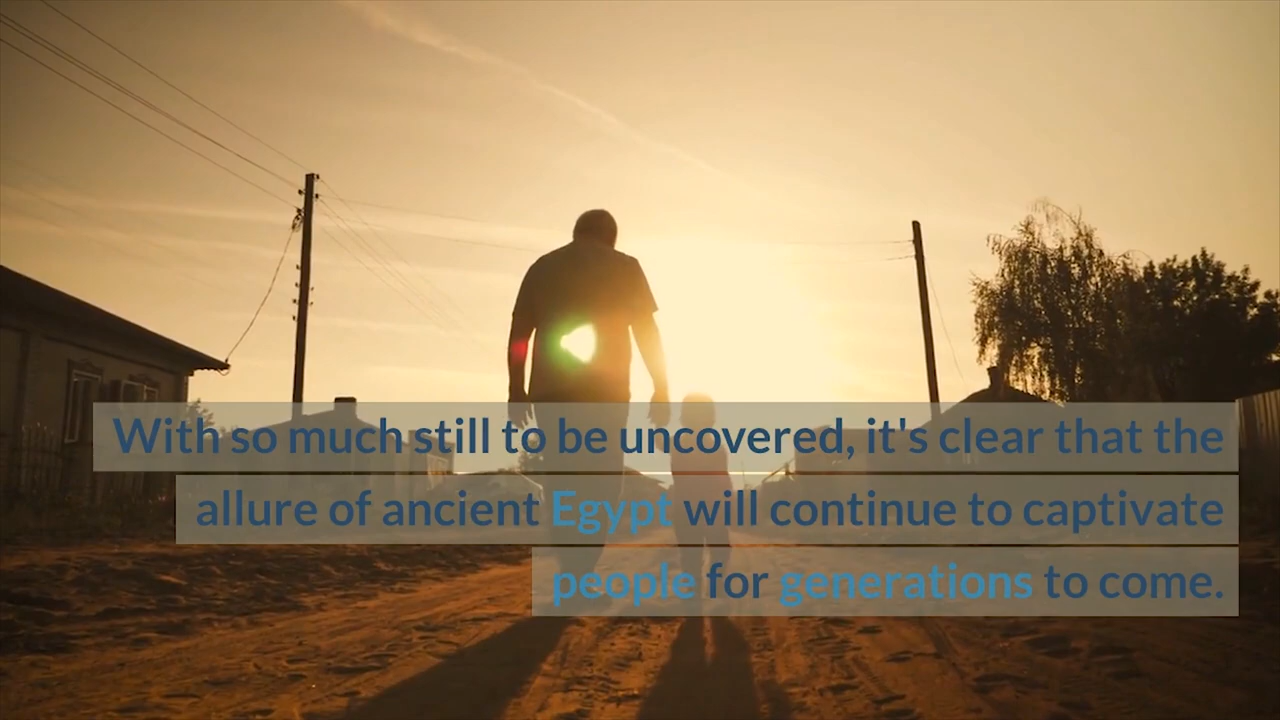 With so much still to be uncovered, it's clear that the
allure of ancient Egypt will continue to captivate
people for generations to come.